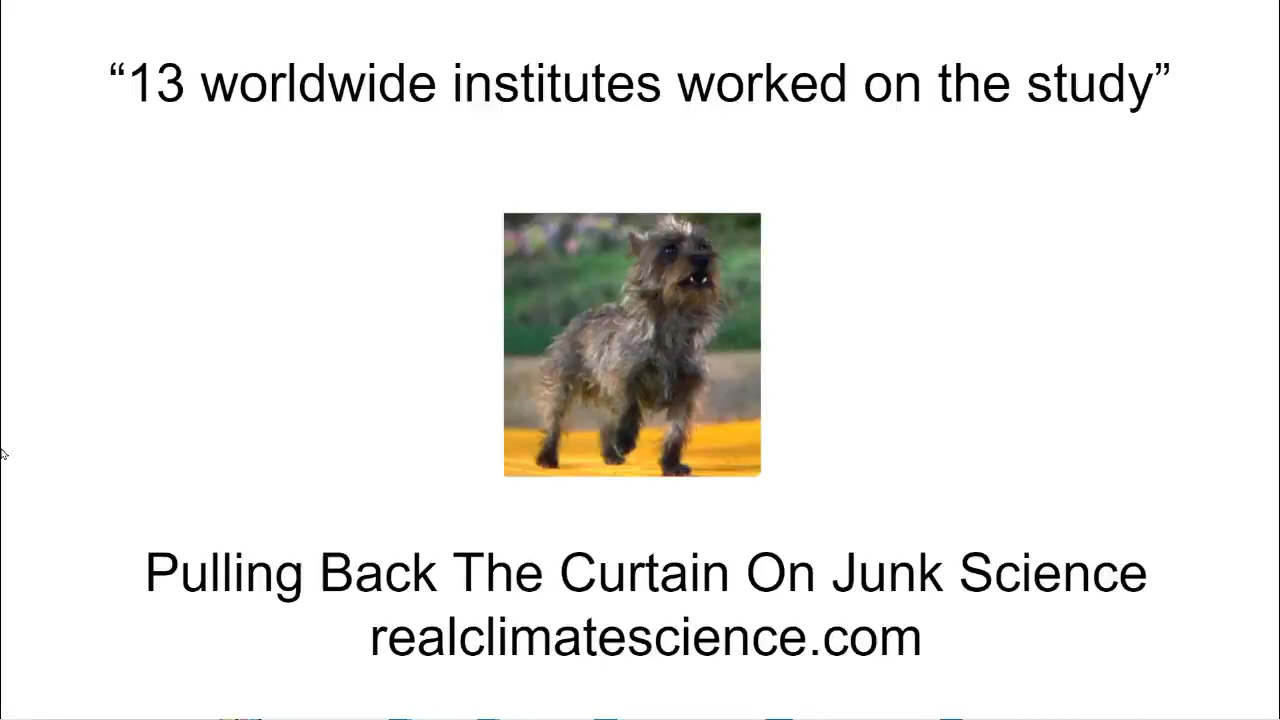 “13 worldwide institutes worked on the study”
Pulling Back The Curtain On Junk Science
realclimatescience.com